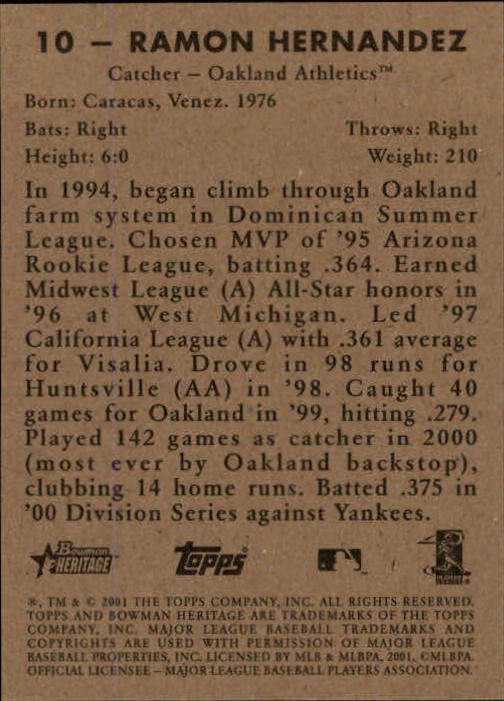 10 – RAMON HERNANDEZ
Catcher – Oakland Athletics™
Born: Caracas, Venez. 1976
Bats: Right Throws: Right
Height: 6:0 Weight: 210
In 1994, began climb through Oakland
farm system in Dominican Summer
League. Chosen MVP of '95 Arizona
Rookie League, batting .364. Earned
Midwest League (A) All-Star honors in
'96 at West Michigan. Led '97
California League (A) with .361 average
for Visalia. Drove in 98 runs for
Huntsville (AA) in '98. Caught 40
games for Oakland in '99, hitting .279.
Played 142 games as catcher in 2000
(most ever by Oakland backstop),
clubbing 14 home runs. Batted .375 in
'00 Division Series against Yankees.
Bowman
HERITAGE
TOPPS
®, TM & © 2001 THE TOPPS COMPANY, INC. ALL RIGHTS RESERVED.
TOPPS AND BOWMAN HERITAGE ARE TRADEMARKS OF THE TOPPS
COMPANY, INC. MAJOR LEAGUE BASEBALL TRADEMARKS AND
COPYRIGHTS ARE USED WITH PERMISSION OF MAJOR LEAGUE
BASEBALL PROPERTIES, INC. LICENSED BY MLB & MLBPA, 2001. ©MLBPA.
OFFICIAL LICENSEE – MAJOR LEAGUE BASEBALL PLAYERS ASSOCIATION.